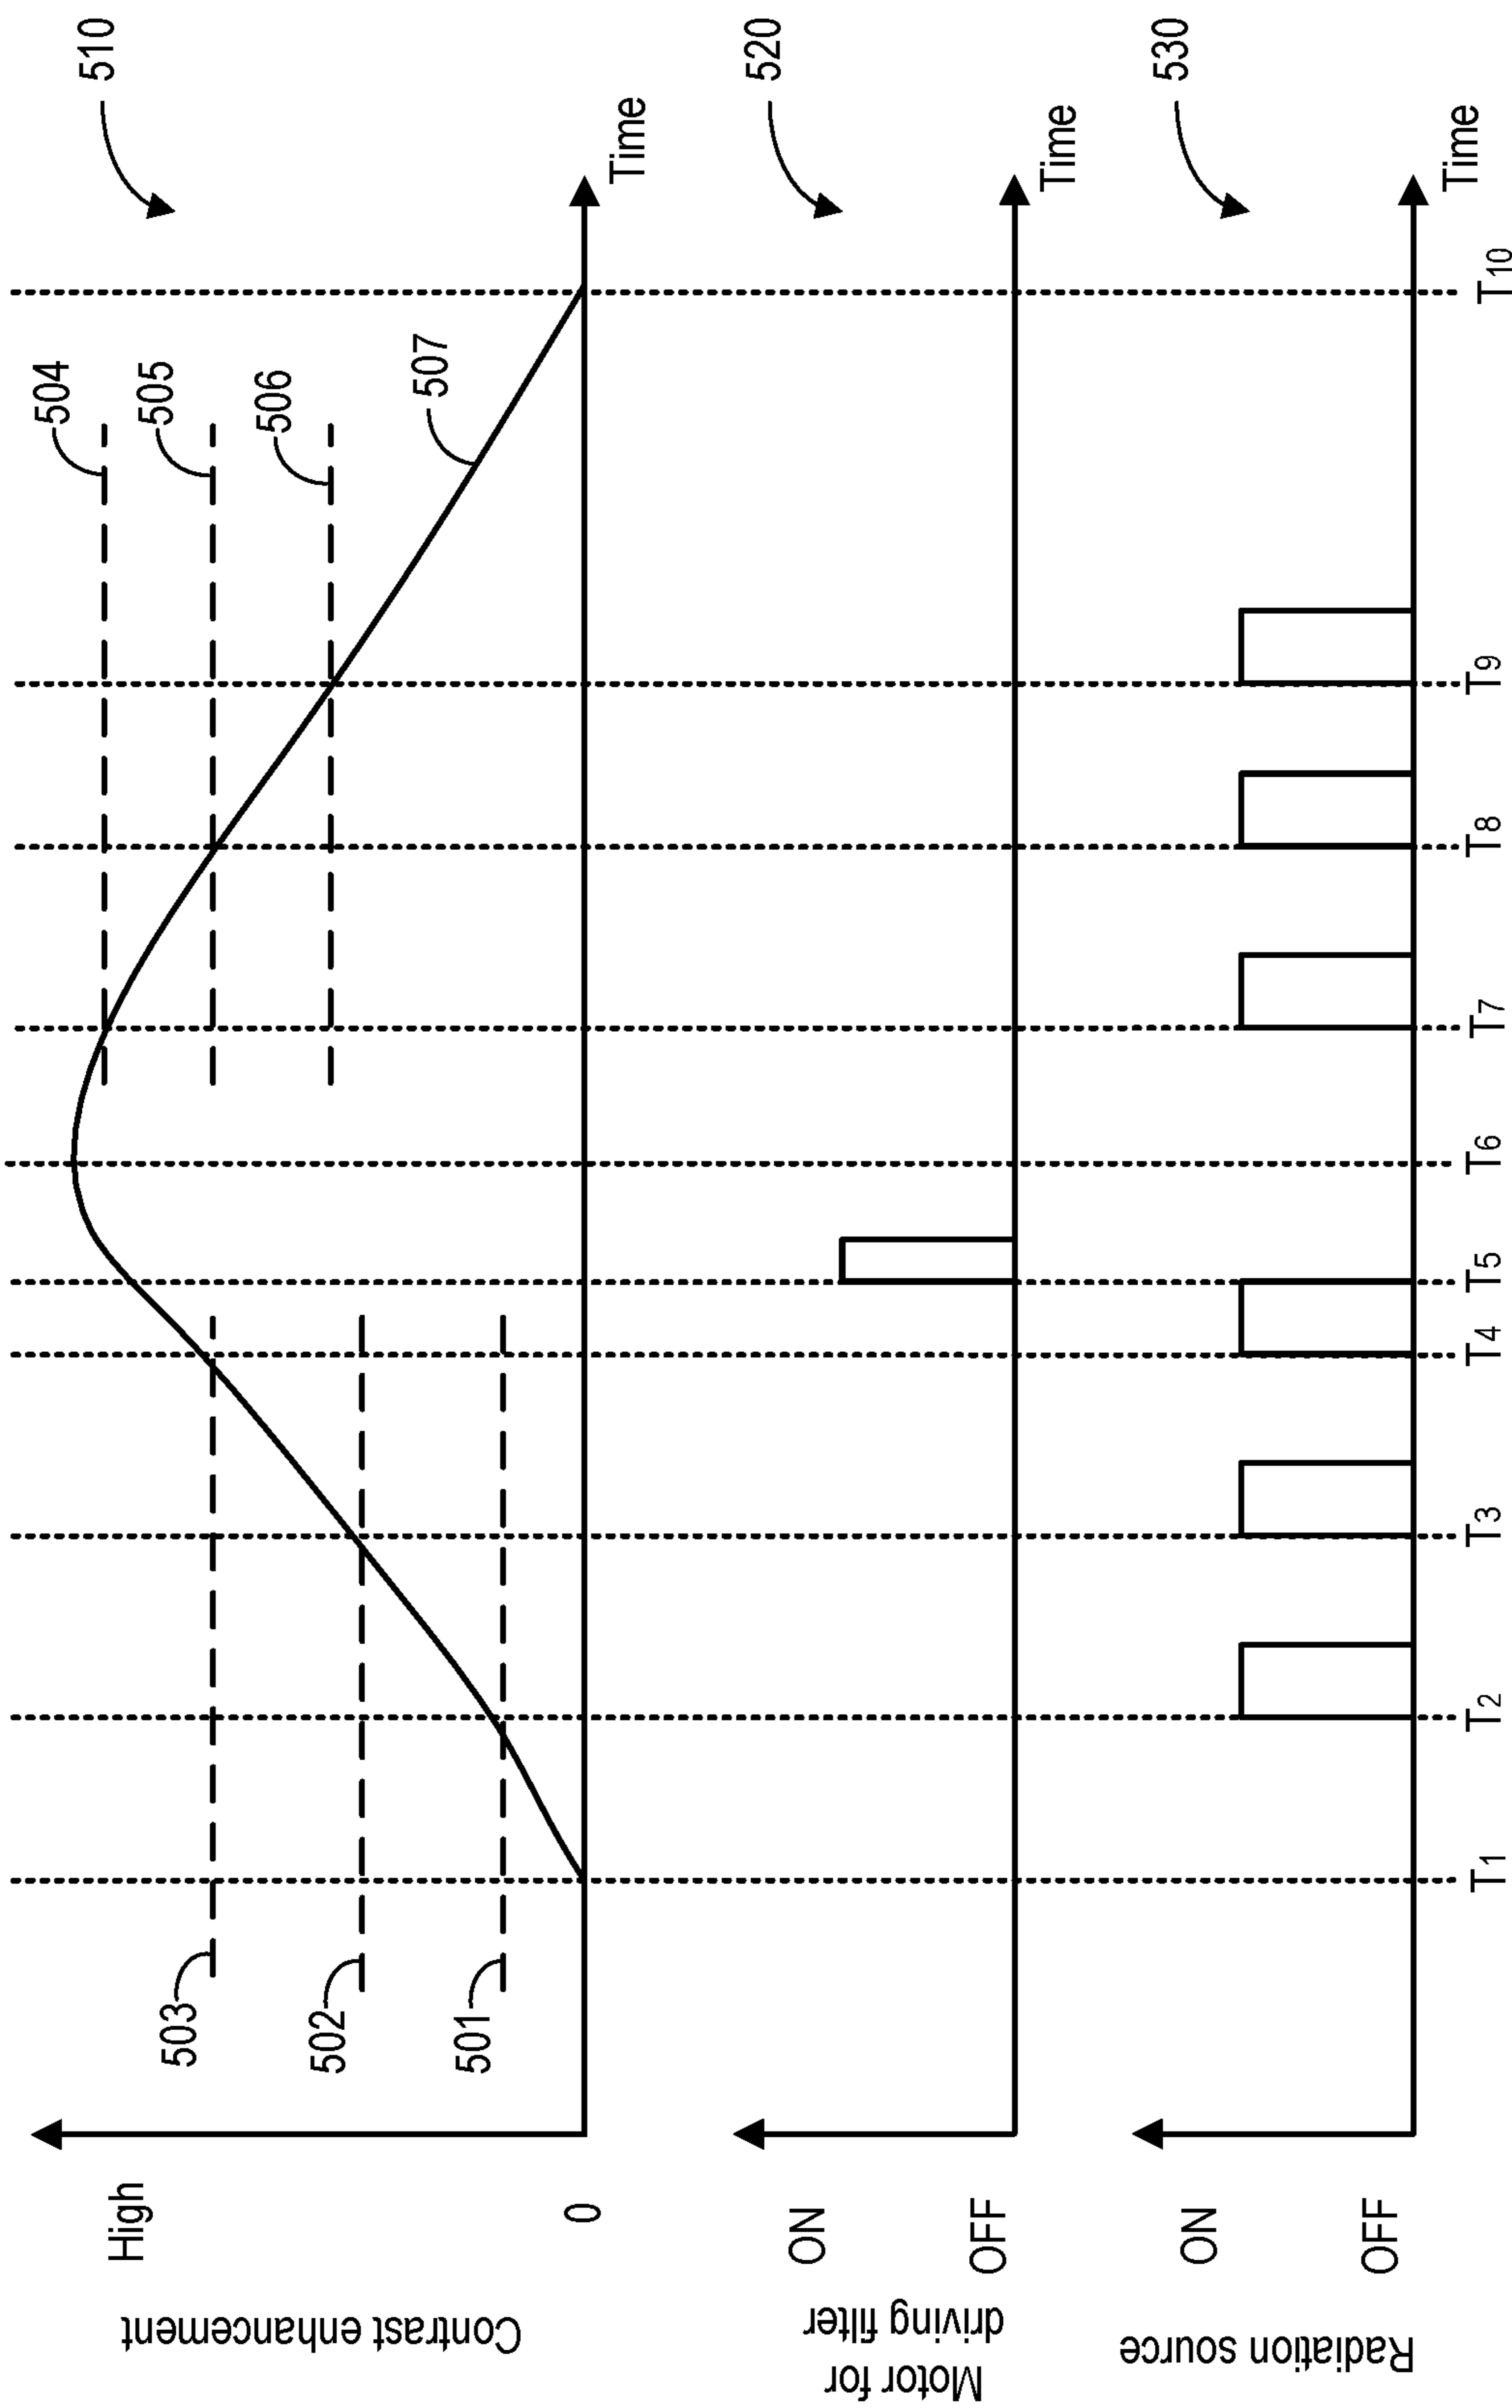 510
High
Contrast enhancement
0
503
502
501
504
505
506
507
Time
520
ON
Motor for
driving filter
OFF
Time
530
ON
Radiation source
OFF
Time
T1
T2
T3
T4
T5
T6
T7
T8
T9
T10